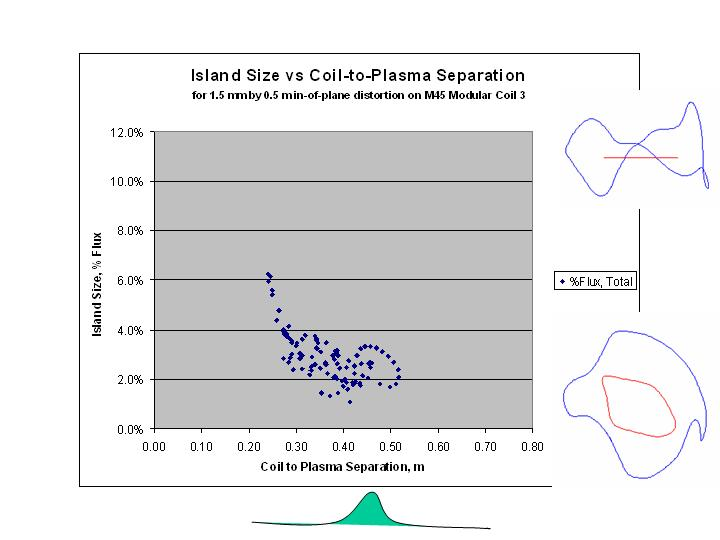 Island Size vs Coil-to-Plasma Separation
for 1.5 mm by 0.5 m in-of-plane distortion on M45 Modular Coil 3
12.0%
10.0%
8.0%
6.0%
4.0%
2.0%
0.0%
Island Size, % Flux
0.00 0.10 0.20 0.30 0.40 0.50 0.60 0.70 0.80
Coil to Plasma Separation, m
%Flux, Total